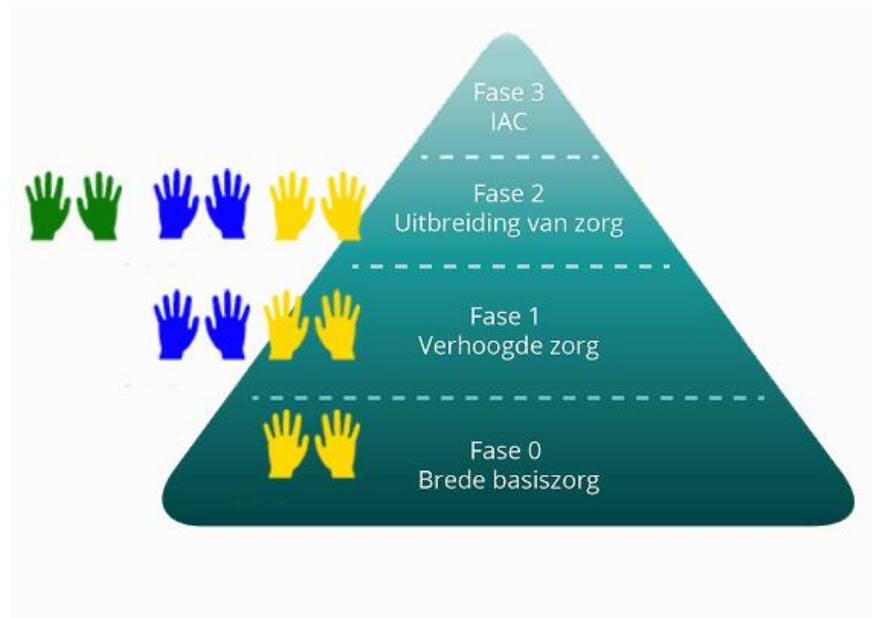 Fase 3
IAC
Fase 2
Uitbreiding van zorg
Fase 1
Verhoogde zorg
Fase 0
Brede basiszorg